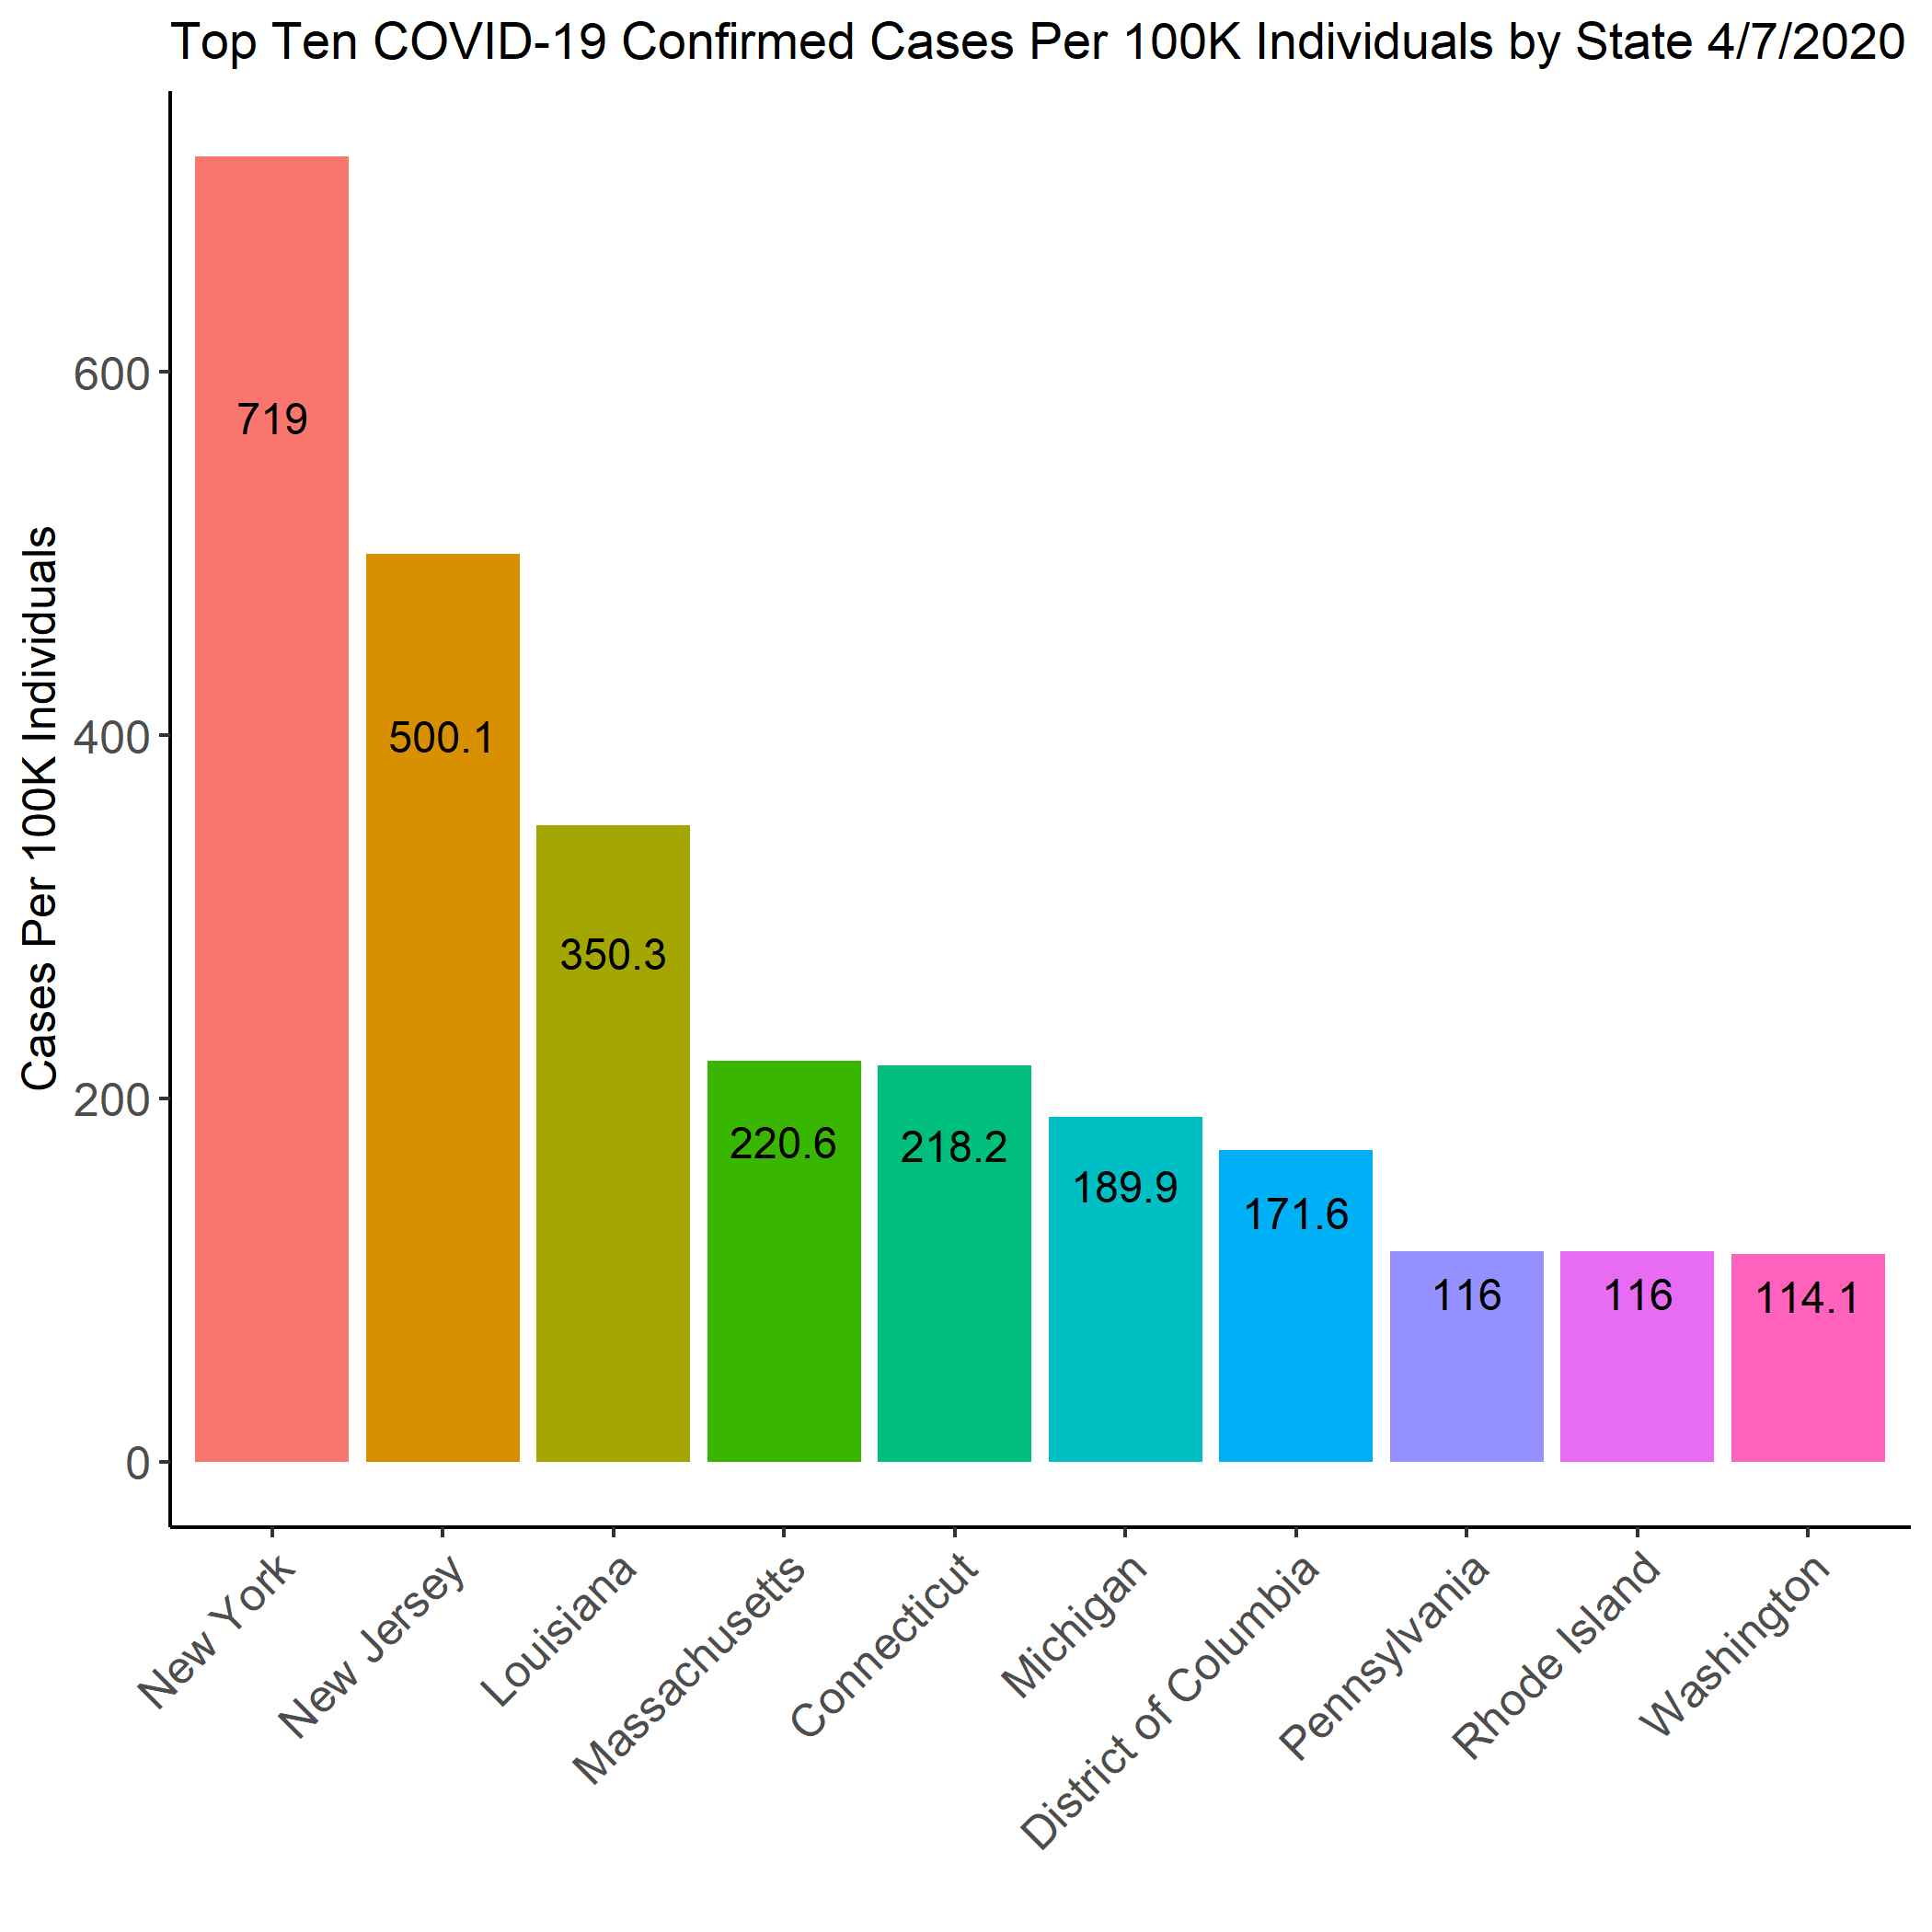 Top Ten COVID-19 Confirmed Cases Per 100K Individuals by State 4/7/2020
Cases Per 100K Individuals
600
400
200
0
719
500.1
350.3
220.6
218.2
189.9
171.6
116
116
114.1
New York
New Jersey
Louisiana
Massachusetts
Connecticut
Michigan
District of Columbia
Pennsylvania
Rhode Island
Washington